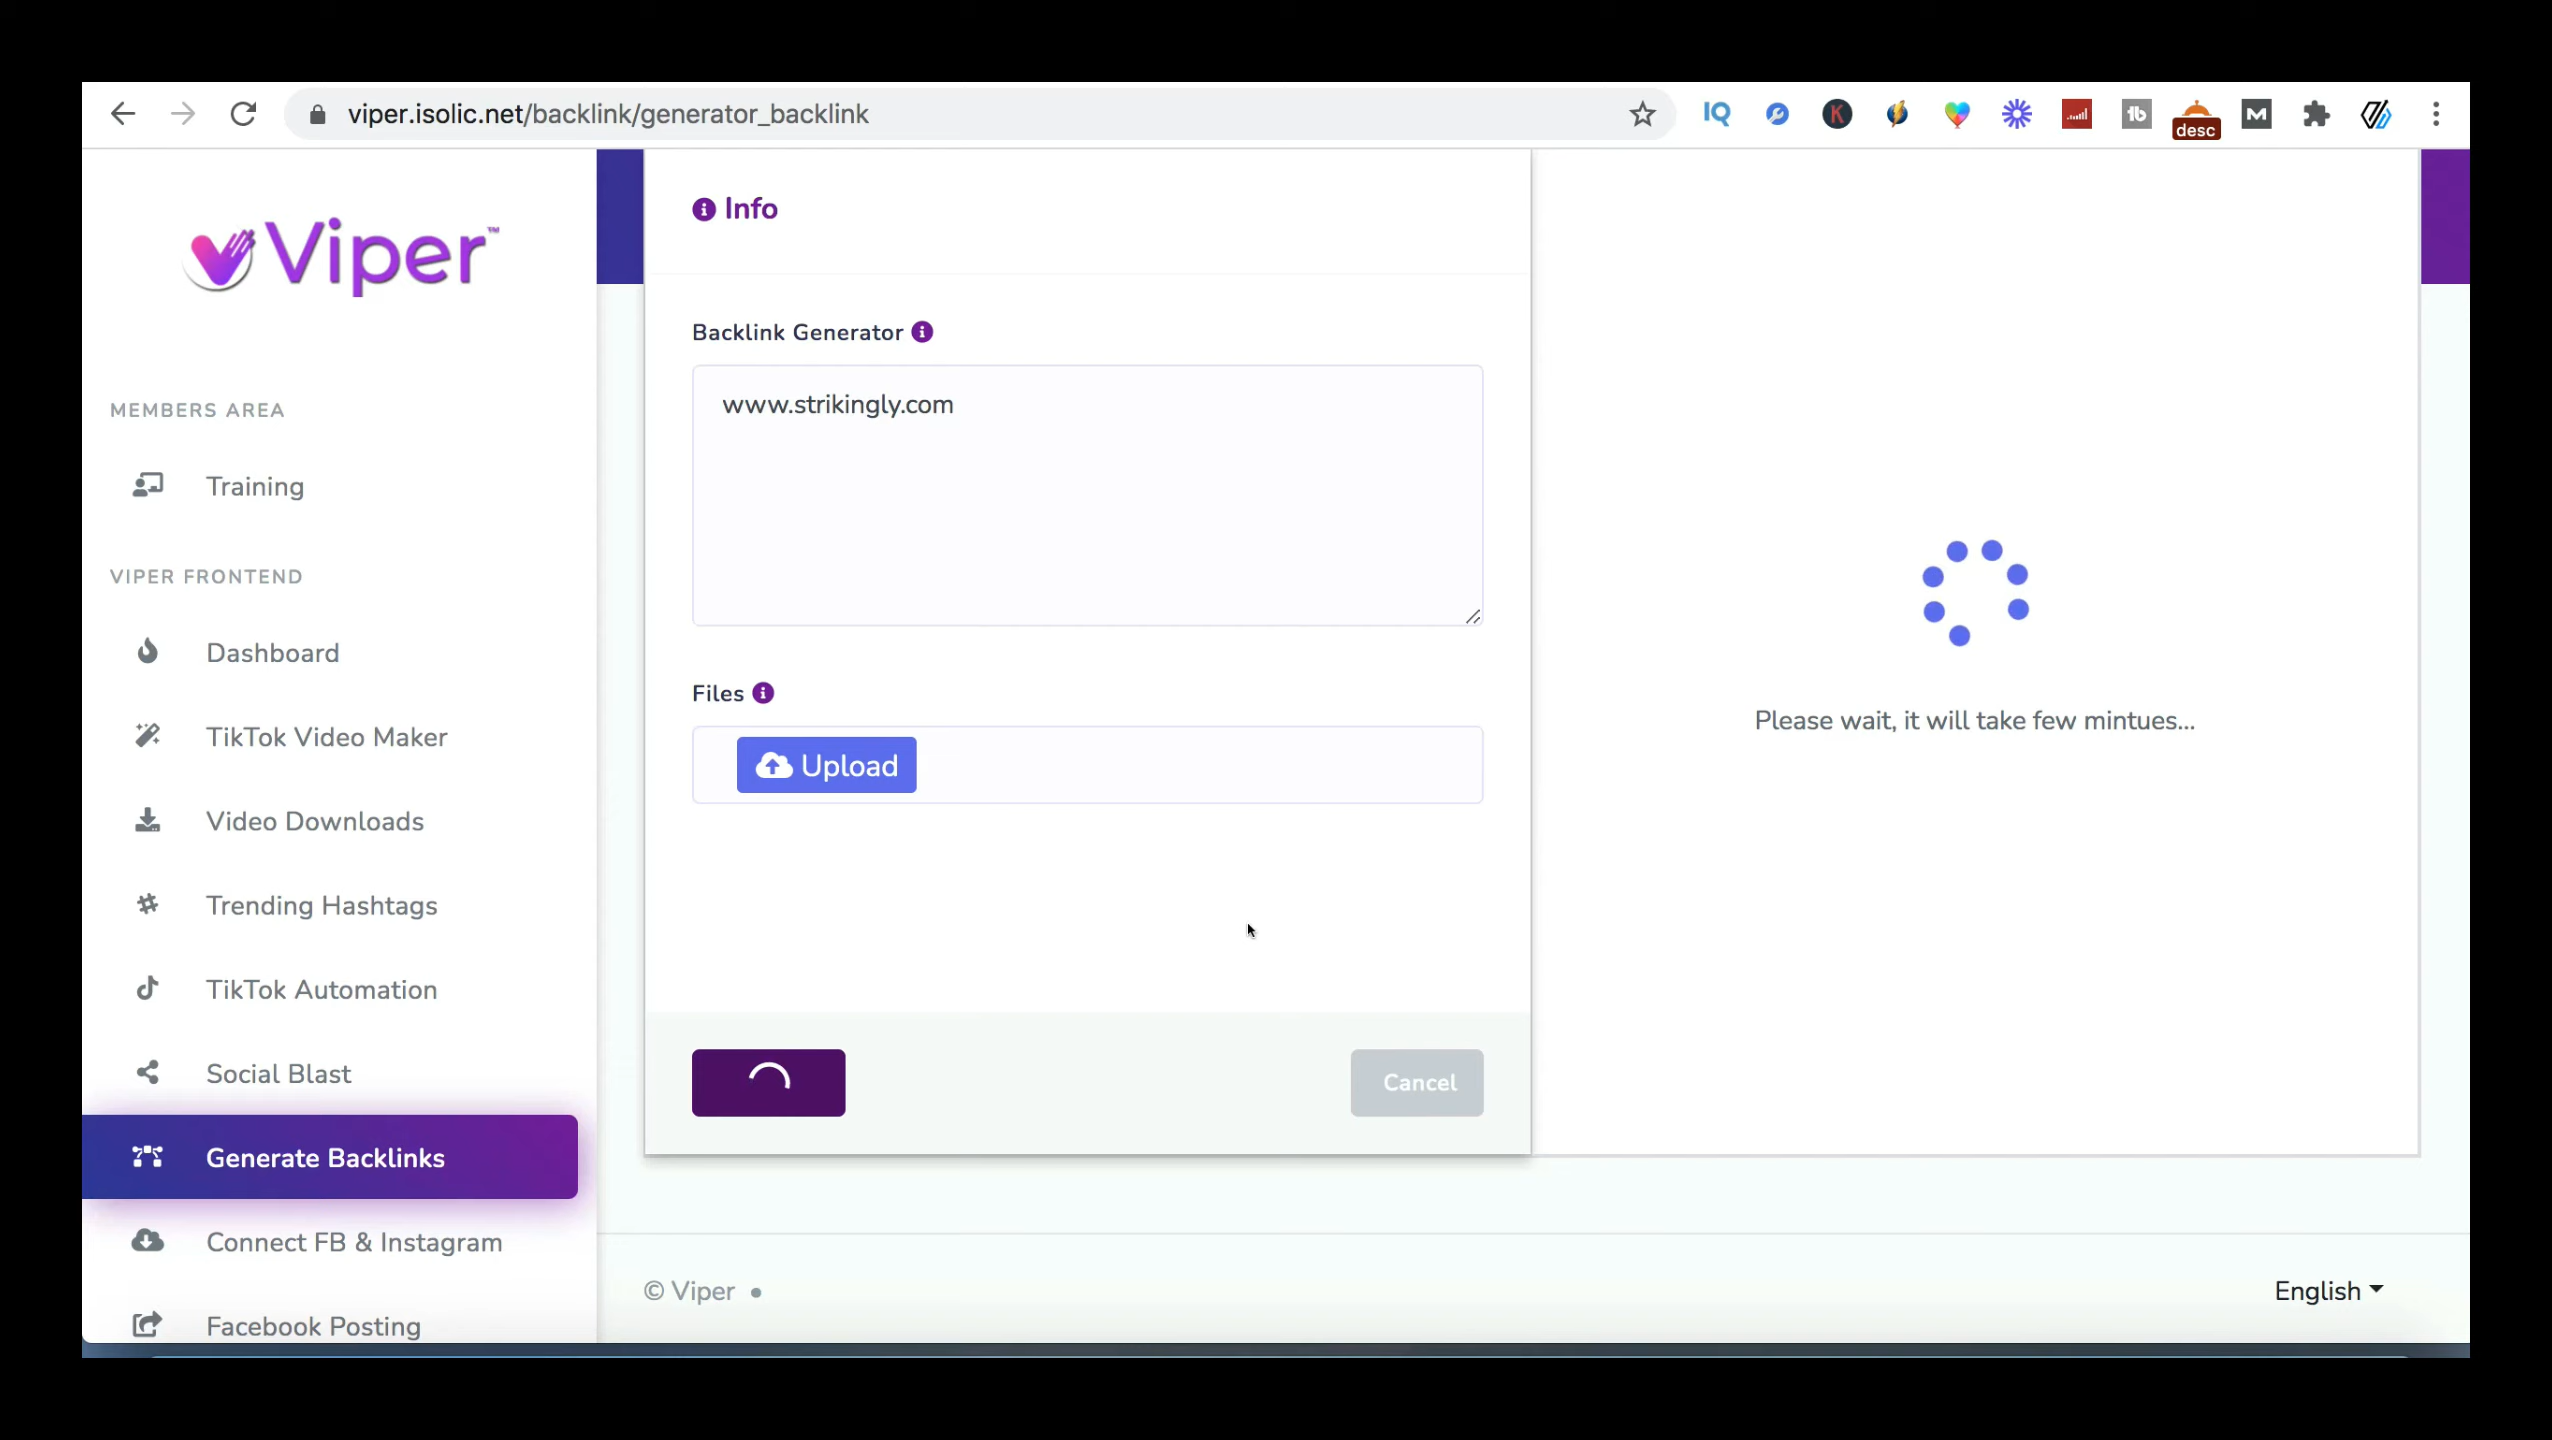 viper.isolic.net/backlink/generator_backlink
IQ
K
tb
desc
M
Viper™
MEMBERS AREA
Training
VIPER FRONTEND
Dashboard
TikTok Video Maker
Video Downloads
Trending Hashtags
TikTok Automation
Social Blast
Generate Backlinks
Connect FB & Instagram
Facebook Posting
Info
Backlink Generator
www.strikingly.com
Files
Upload
Cancel
Please wait, it will take few mintues...
© Viper
English